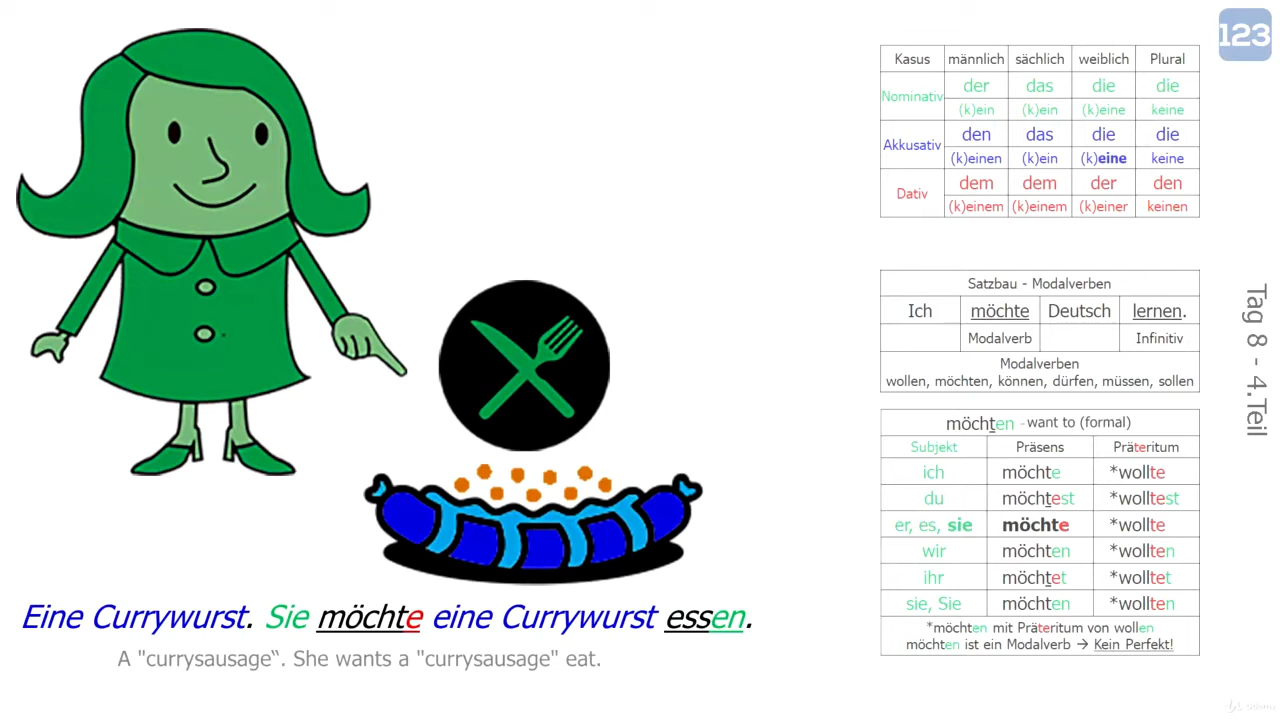 123
Kasus männlich sächlich weiblich Plural
Nominativ der das die die
(k)ein (k)ein (k)eine keine
Akkusativ den das die die
(k)einen (k)ein (k)eine keine
Dativ dem dem der den
(k)einem (k)einem (k)einer keinen
Satzbau - Modalverben
Ich möchte Deutsch lernen.
Modalverb Infinitiv
Modalverben
wollen, möchten, können, dürfen, müssen, sollen
Tag 8 - 4.Teil
möchten - want to (formal)
Subjekt Präsens Präteritum
ich möchte *wollte
du möchtest *wolltest
er, es, sie möchte *wollte
wir möchten *wollten
ihr möchtet *wolltet
sie, Sie möchten *wollten
*möchten mit Präteritum von wollen
möchten ist ein Modalverb → Kein Perfekt!
Eine Currywurst. Sie möchte eine Currywurst essen.
A "currysausage“. She wants a "currysausage" eat.